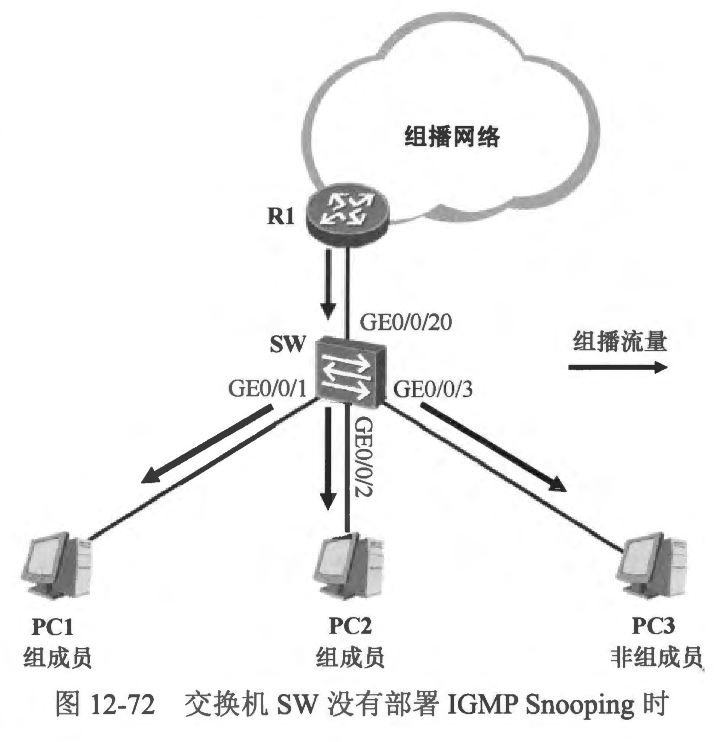 组播网络
R1
GE0/0/20
SW
组播流量
GE0/0/1
GE0/0/3
GE0/0/2
PC1
组成员
PC2
组成员
PC3
非组成员
图 12-72 交换机 SW 没有部署 IGMP Snooping 时